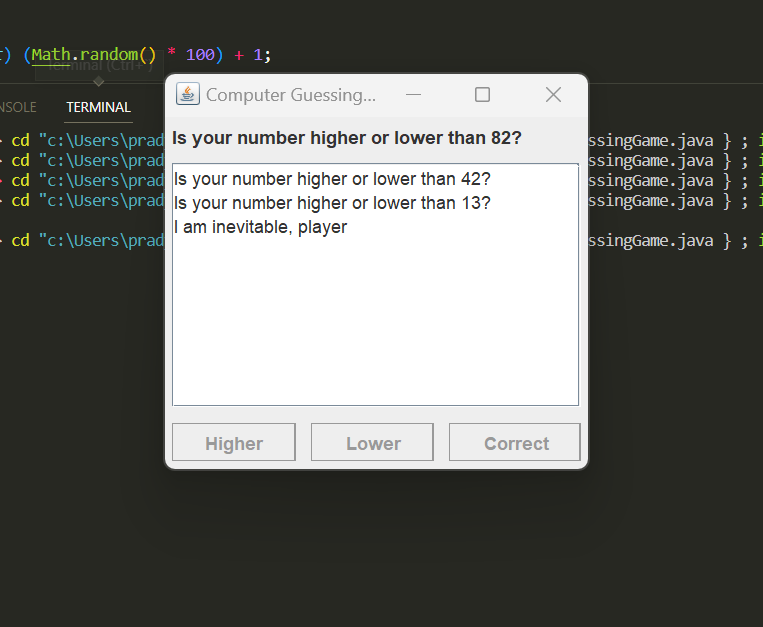 t) (Math.random() * 100) + 1;
Terminal (Ctrl+`)
NSOLE TERMINAL
Computer Guessing...
Is your number higher or lower than 82?
cd "c:\Users\prad
cd "c:\Users\prad
cd "c:\Users\prad
cd "c:\Users\prad
cd "c:\Users\prad
ssingGame.java } ; i
ssingGame.java } ; i
ssingGame.java } ; i
ssingGame.java } ; i
ssingGame.java } ; i
Is your number higher or lower than 42?
Is your number higher or lower than 13?
I am inevitable, player
Higher Lower Correct